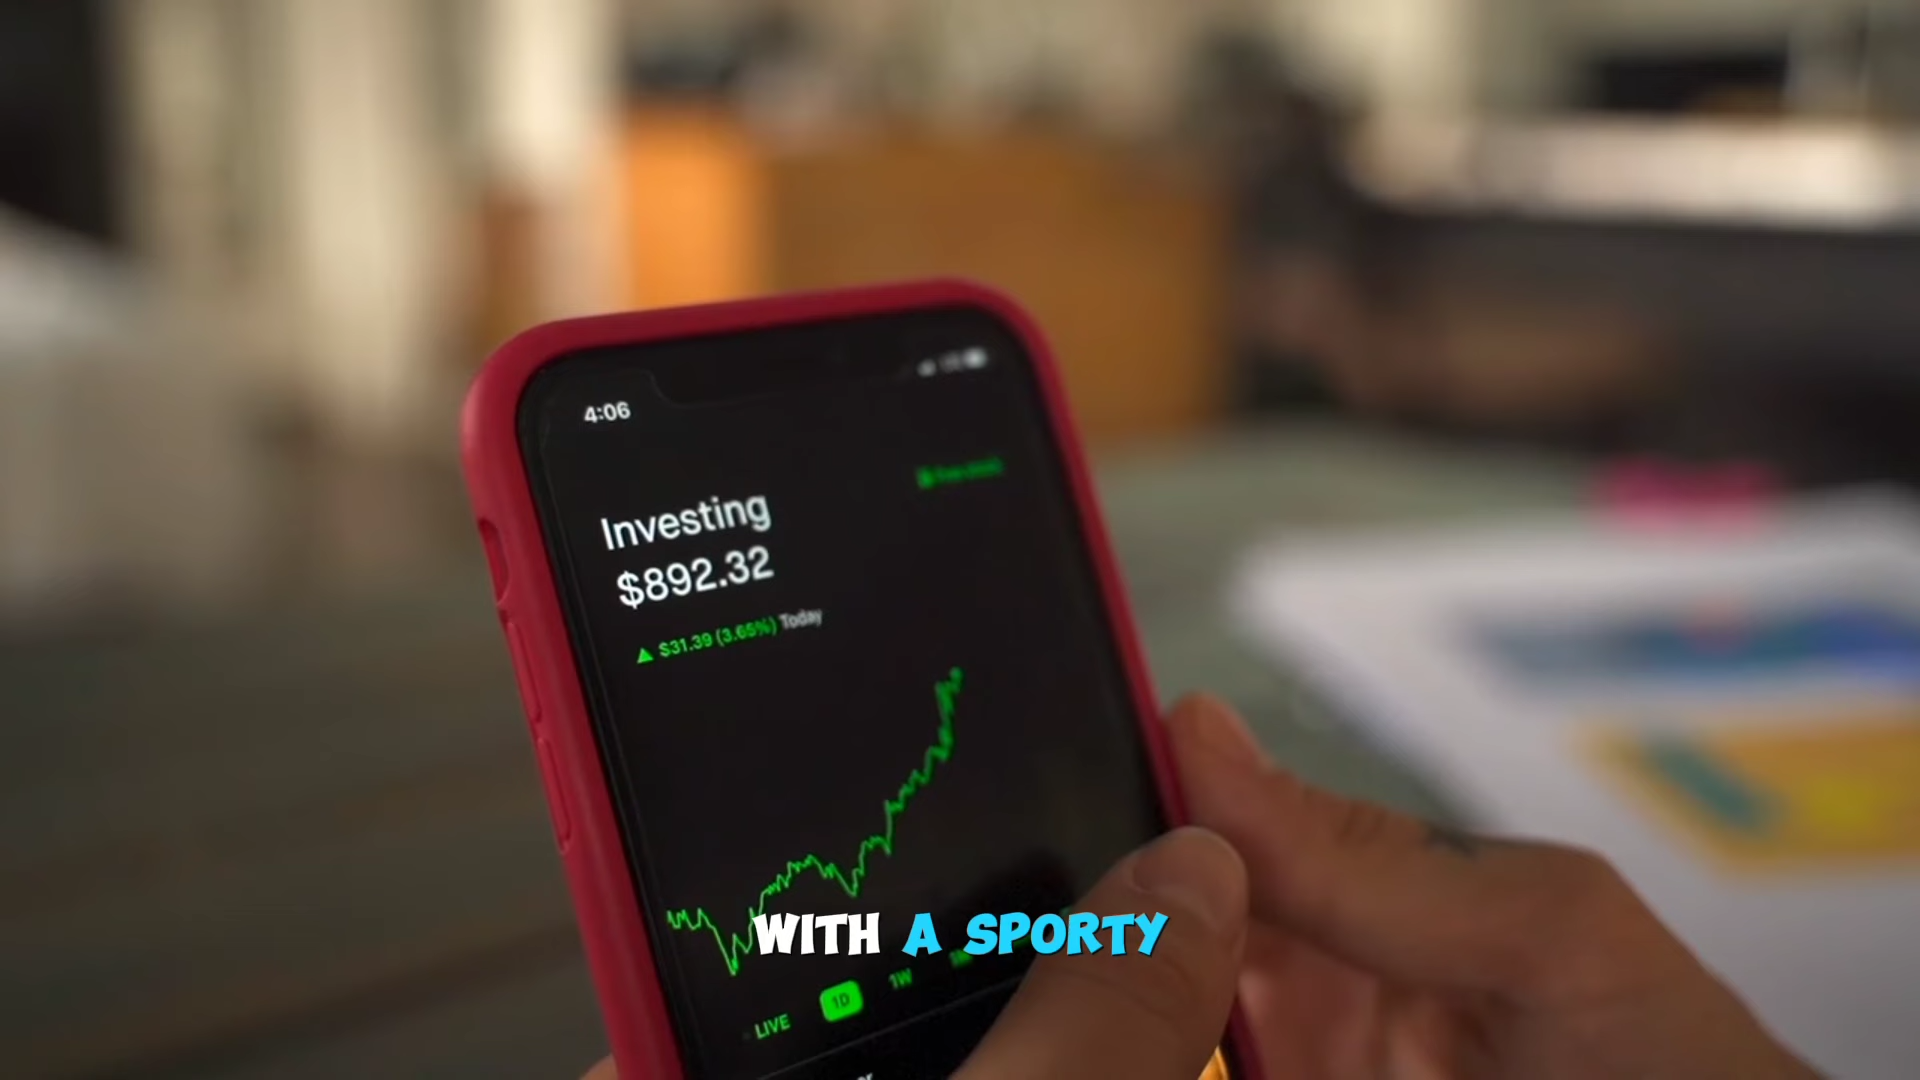 4:06
Investing
$892.32
▲ $31.39 (3.65%) Today
WITH A SPORTY
LIVE 1D 1W